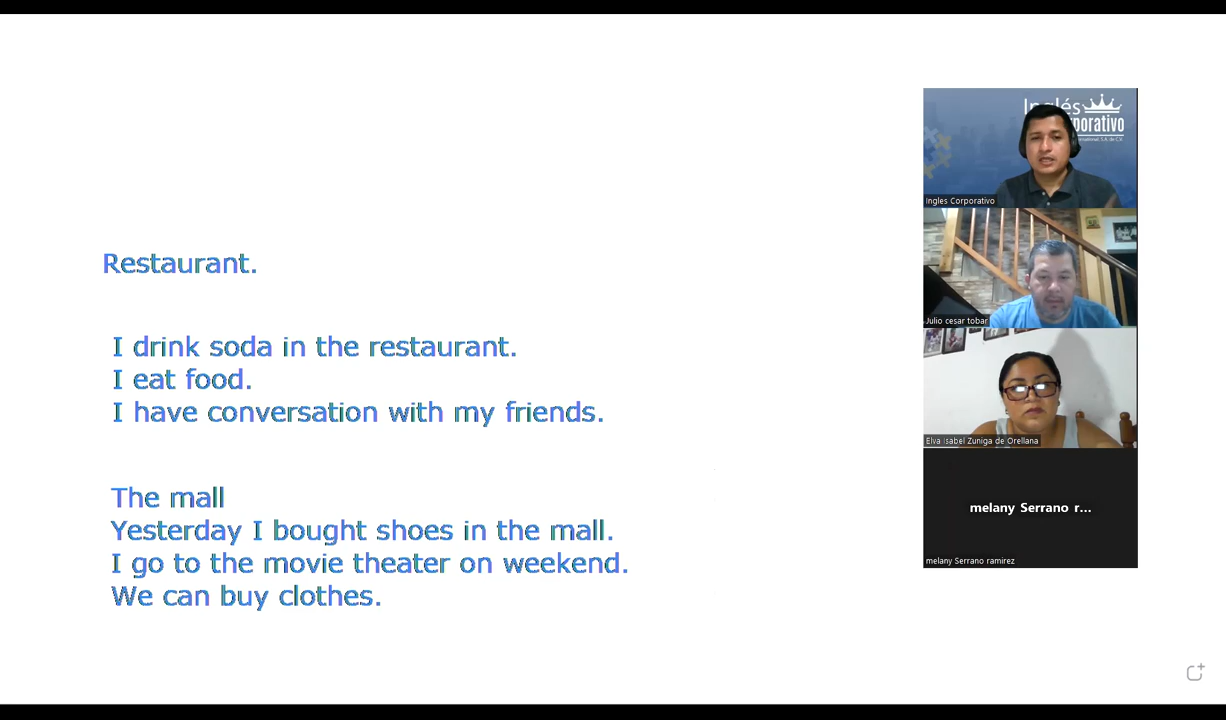 Restaurant.
I drink soda in the restaurant.
I eat food.
I have conversation with my friends.
The mall
Yesterday I bought shoes in the mall.
I go to the movie theater on weekend.
We can buy clothes.
Inglés
Ingles Corporativo
Julio cesar tobar
Elva Isabel Zuniga de Orellana
melany Serrano r...
melany Serrano ramirez